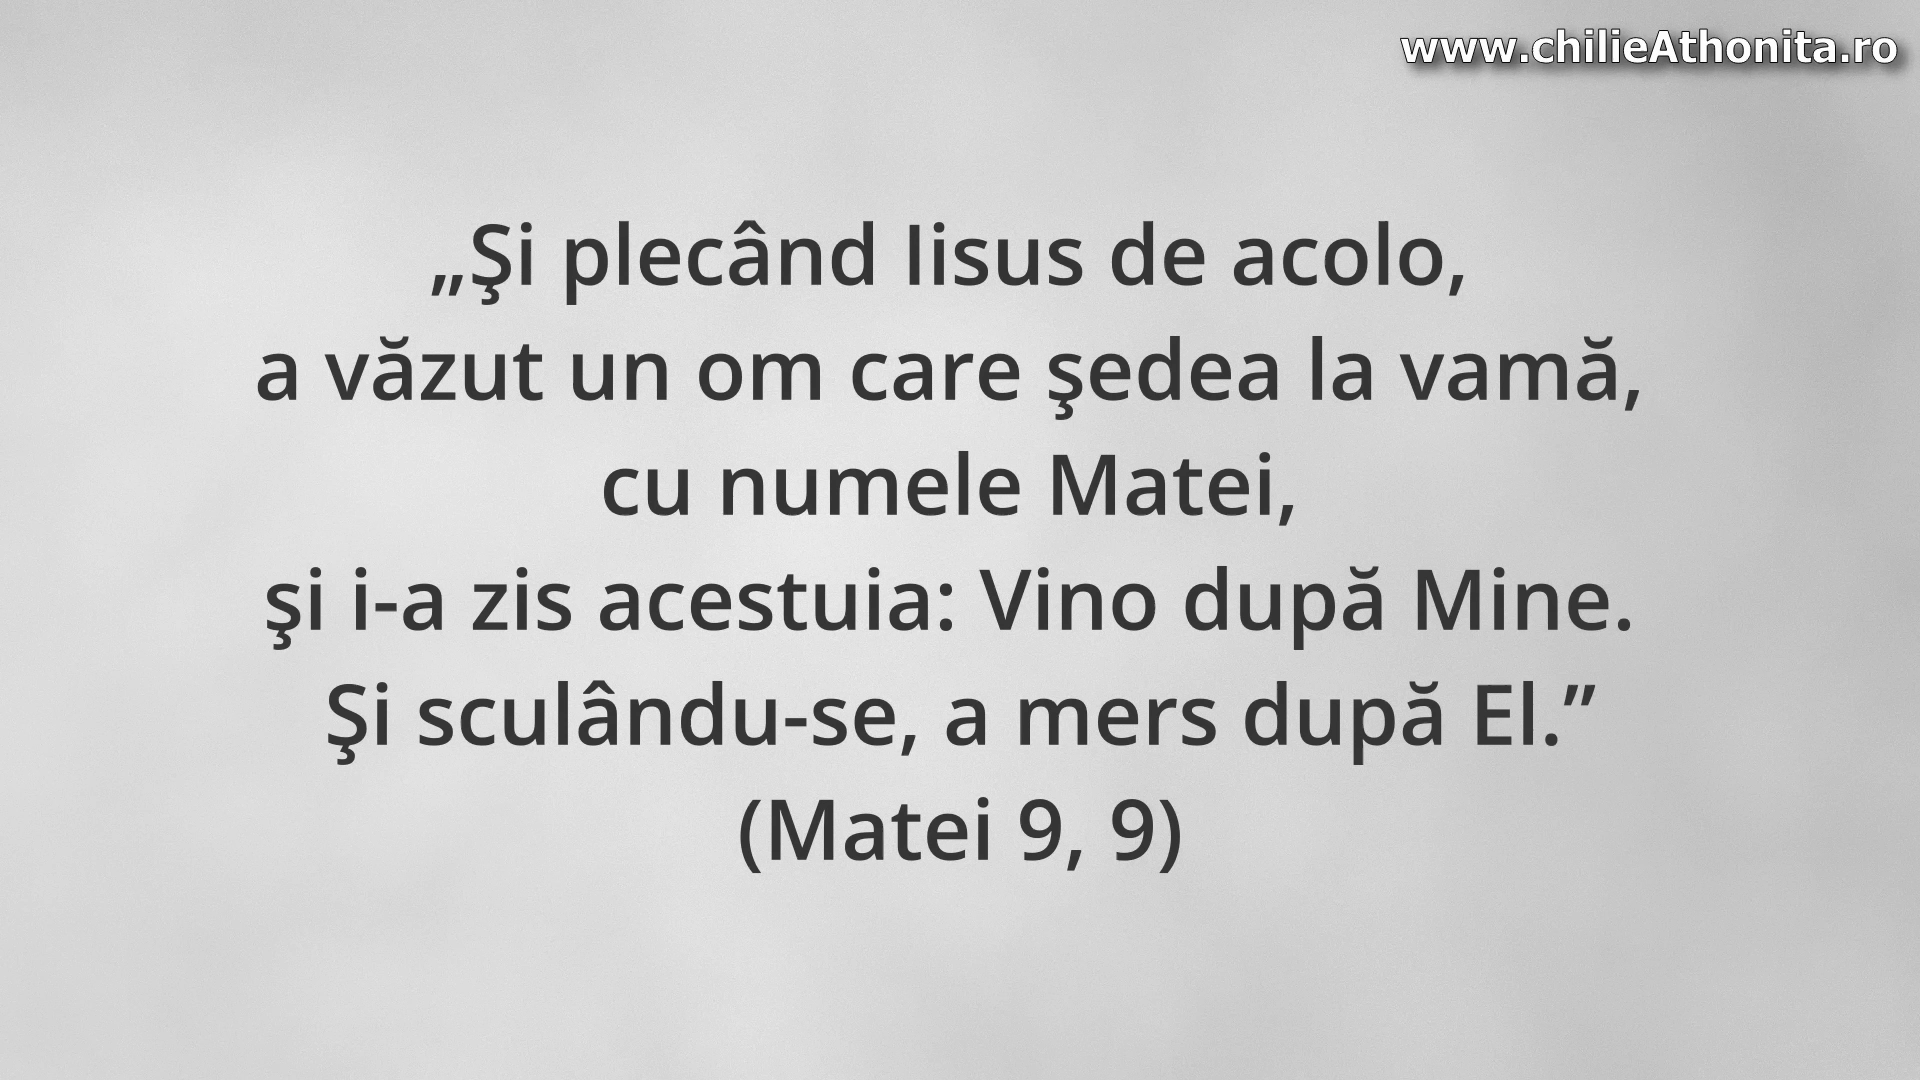 www.chilieAthonita.ro
„Şi plecând Iisus de acolo,
a văzut un om care şedea la vamă,
cu numele Matei,
şi i-a zis acestuia: Vino după Mine.
Şi sculându-se, a mers după El.”
(Matei 9, 9)